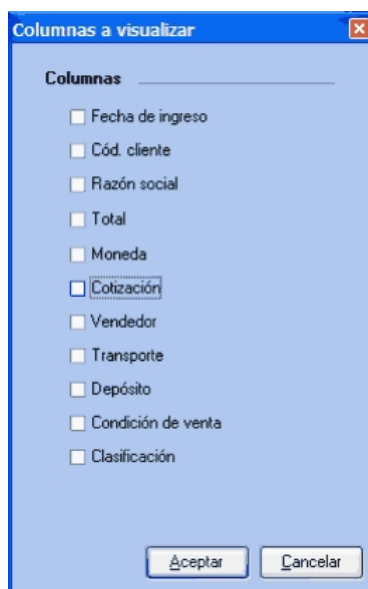 Columnas a visualizar
Columnas
Fecha de ingreso
Cód. cliente
Razón social
Total
Moneda
Cotización
Vendedor
Transporte
Depósito
Condición de venta
Clasificación
Aceptar Cancelar